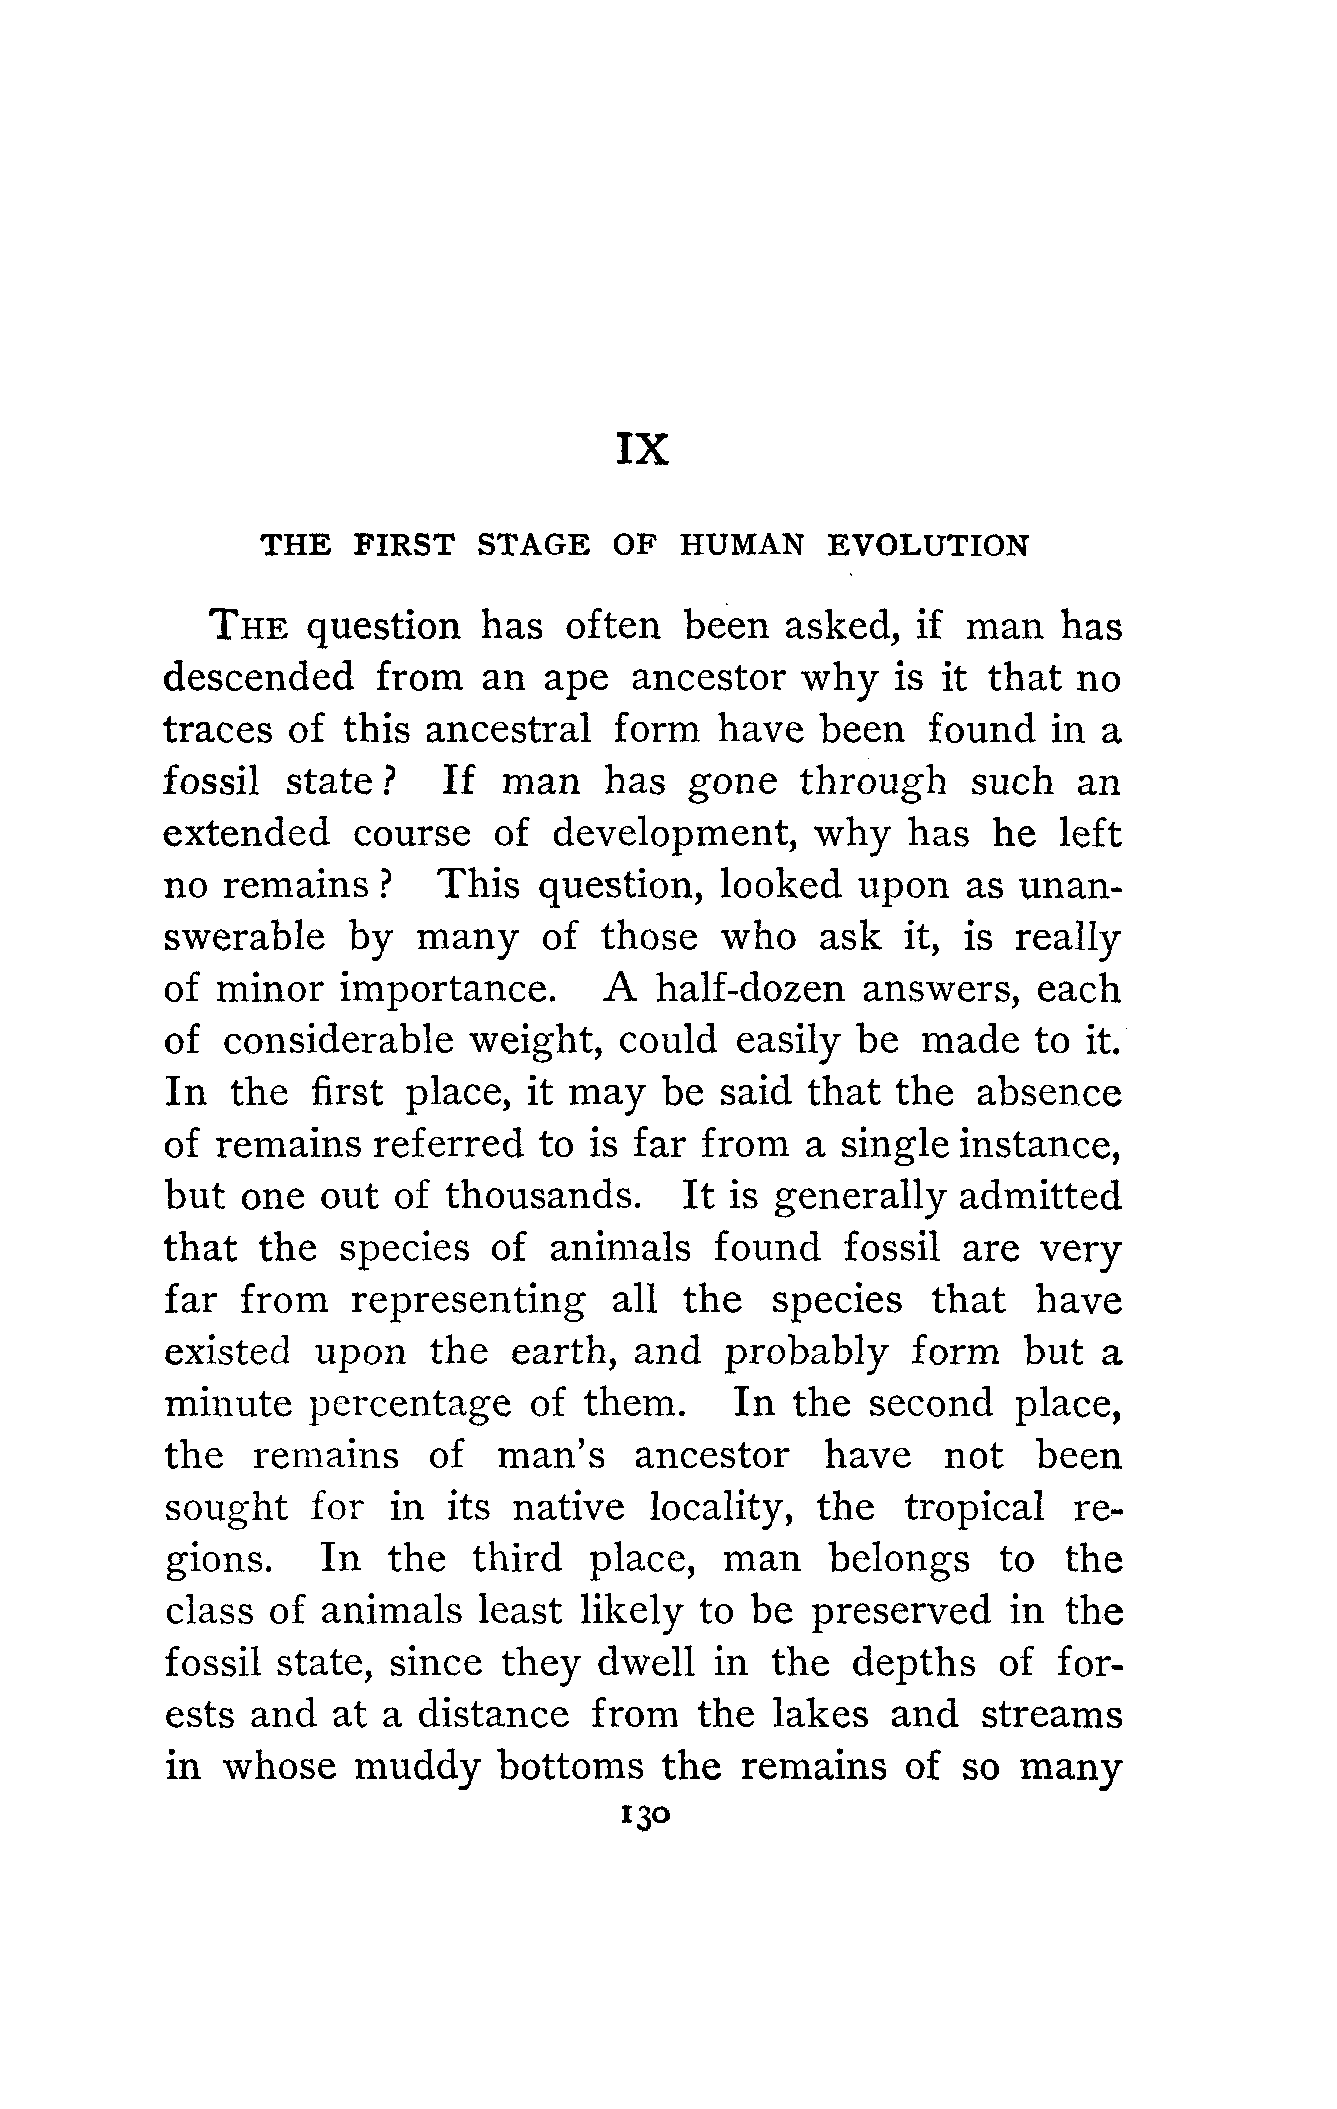 IX
THE FIRST STAGE OF HUMAN EVOLUTION
THE question has often been asked, if man has
descended from an ape ancestor why is it that no
traces of this ancestral form have been found in a
fossil state? If man has gone through such an
extended course of development, why has he left
no remains? This question, looked upon as unan-
swerable by many of those who ask it, is really
of minor importance. A half-dozen answers, each
of considerable weight, could easily be made to it.
In the first place, it may be said that the absence
of remains referred to is far from a single instance,
but one out of thousands. It is generally admitted
that the species of animals found fossil are very
far from representing all the species that have
existed upon the earth, and probably form but a
minute percentage of them. In the second place,
the remains of man's ancestor have not been
sought for in its native locality, the tropical re-
gions. In the third place, man belongs to the
class of animals least likely to be preserved in the
fossil state, since they dwell in the depths of for-
ests and at a distance from the lakes and streams
in whose muddy bottoms the remains of so many
130